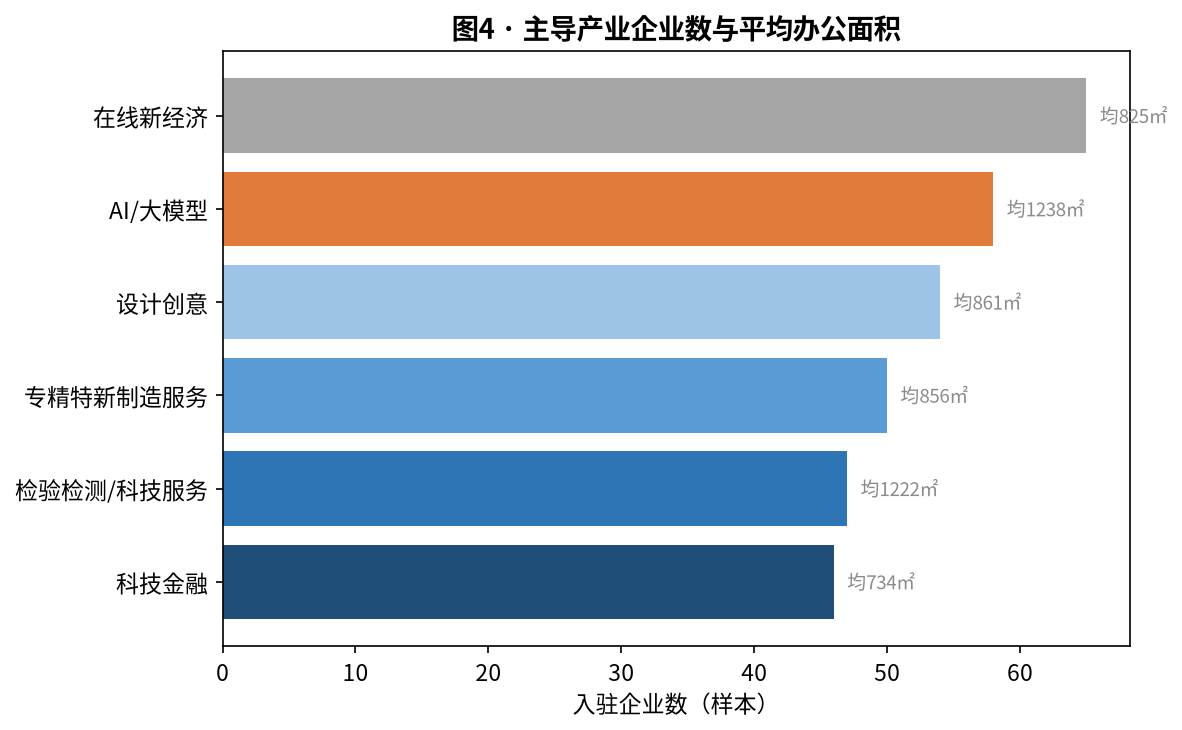 图4 · 主导产业企业数与平均办公面积
在线新经济 均825㎡
AI/大模型 均1238㎡
设计创意 均861㎡
专精特新制造服务 均856㎡
检验检测/科技服务 均1222㎡
科技金融 均734㎡
0 10 20 30 40 50 60
入驻企业数（样本）